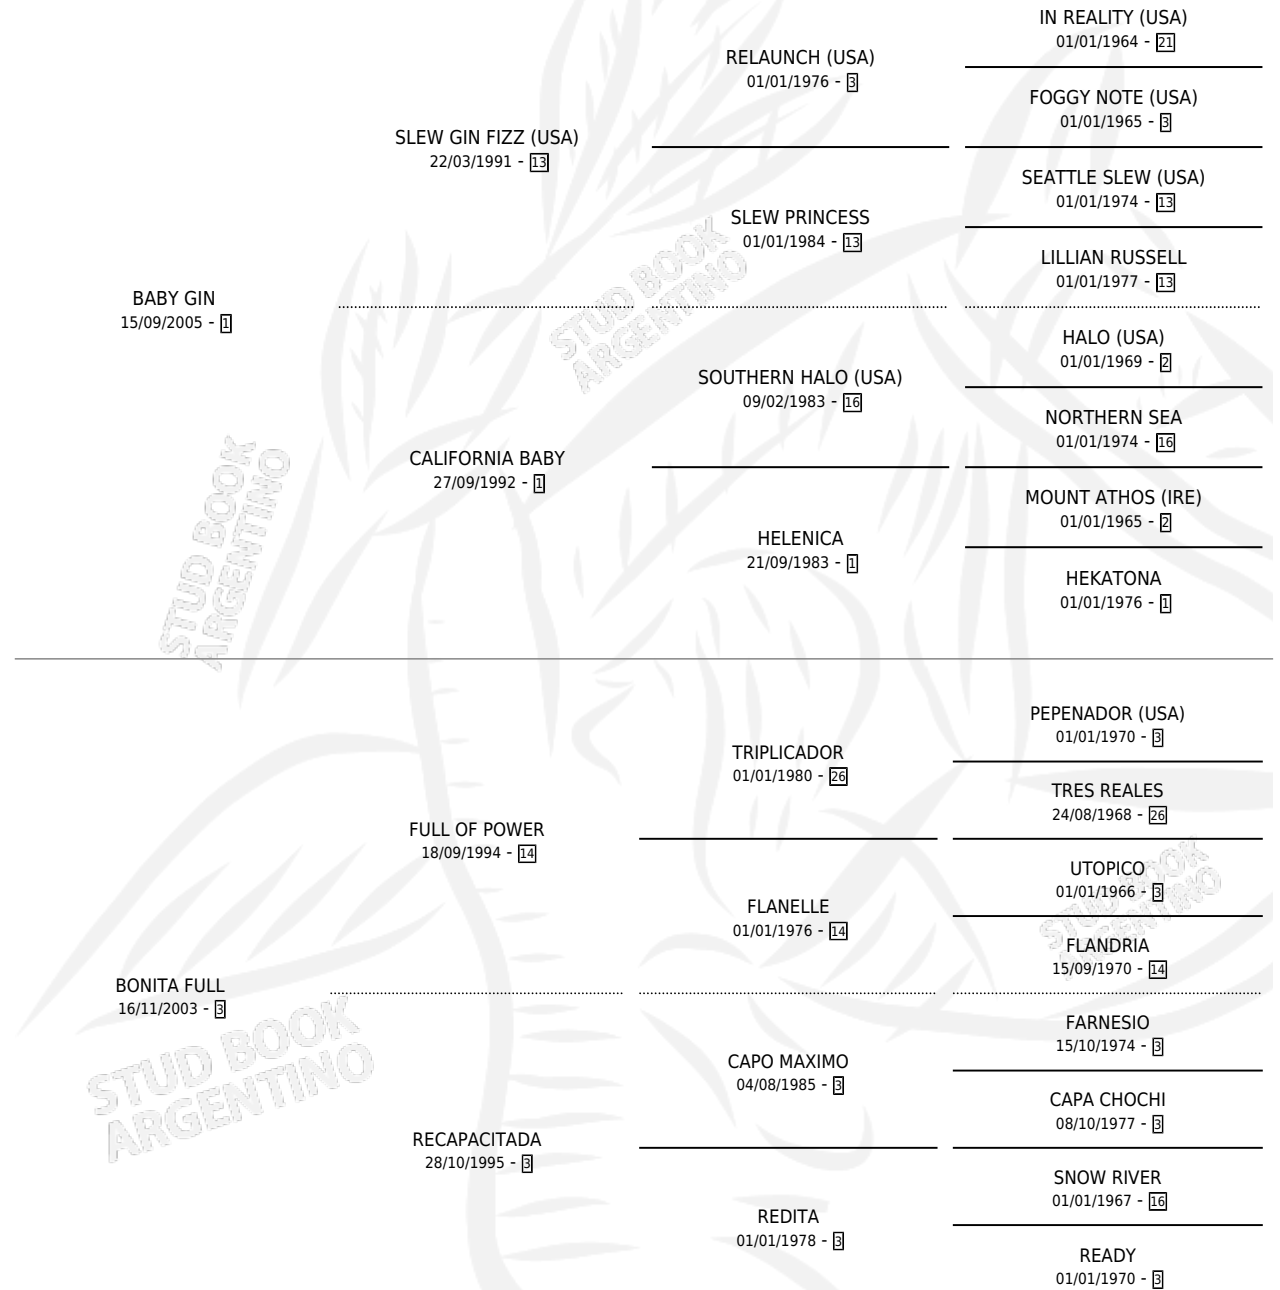 IN REALITY (USA)
01/01/1964 - 21
RELAUNCH (USA)
01/01/1976 - 3
FOGGY NOTE (USA)
01/01/1965 - 3
SLEW GIN FIZZ (USA)
22/03/1991 - 13
SEATTLE SLEW (USA)
01/01/1974 - 13
SLEW PRINCESS
01/01/1984 - 13
LILLIAN RUSSELL
01/01/1977 - 13
BABY GIN
15/09/2005 - 1
HALO (USA)
01/01/1969 - 2
SOUTHERN HALO (USA)
09/02/1983 - 16
NORTHERN SEA
01/01/1974 - 16
CALIFORNIA BABY
27/09/1992 - 1
MOUNT ATHOS (IRE)
01/01/1965 - 2
HELENICA
21/09/1983 - 1
HEKATONA
01/01/1976 - 1
PEPENADOR (USA)
01/01/1970 - 3
TRIPLICADOR
01/01/1980 - 26
TRES REALES
24/08/1968 - 26
FULL OF POWER
18/09/1994 - 14
UTOPICO
01/01/1966 - 3
FLANELLE
01/01/1976 - 14
FLANDRIA
15/09/1970 - 14
BONITA FULL
16/11/2003 - 3
FARNESIO
15/10/1974 - 3
CAPO MAXIMO
04/08/1985 - 3
CAPA CHOCHI
08/10/1977 - 3
RECAPACITADA
28/10/1995 - 3
SNOW RIVER
01/01/1967 - 16
REDITA
01/01/1978 - 3
READY
01/01/1970 - 3
STUD BOOK
ARGENTINO
STUD BOOK
ARGENTINO
STUD BOOK
ARGENTINO
STUD BOOK
ARGENTINO